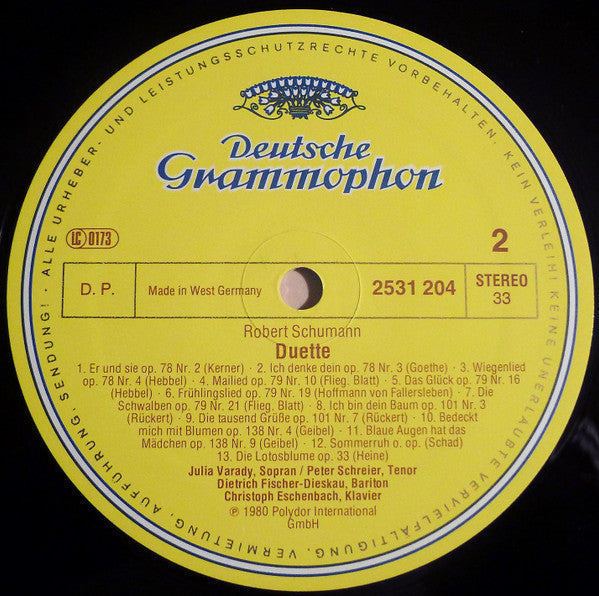 ALLE URHEBER- UND LEISTUNGSSCHUTZRECHTE VORBEHALTEN. KEIN VERLEIH! KEINE UNERLAUBTE VERVIELFÄLTIGUNG, VERMIETUNG, AUFFÜHRUNG, SENDUNG! ·
Deutsche
Grammophon
LC 0173
2
D. P.
Made in West Germany
2531 204
STEREO
33
Robert Schumann
Duette
1. Er und sie op. 78 Nr. 2 (Kerner) · 2. Ich denke dein op. 78 Nr. 3 (Goethe) · 3. Wiegenlied
op. 78 Nr. 4 (Hebbel) · 4. Mailied op. 79 Nr. 10 (Flieg. Blatt) · 5. Das Glück op. 79 Nr. 16
(Hebbel) · 6. Frühlingslied op. 79 Nr. 19 (Hoffmann von Fallersleben) · 7. Die
Schwalben op. 79 Nr. 21 (Flieg. Blatt) · 8. Ich bin dein Baum op. 101 Nr. 3
(Rückert) · 9. Die tausend Grüße op. 101 Nr. 7 (Rückert) · 10. Bedeckt
mich mit Blumen op. 138 Nr. 4 (Geibel) · 11. Blaue Augen hat das
Mädchen op. 138 Nr. 9 (Geibel) · 12. Sommerruh o. op. (Schad)
13. Die Lotosblume op. 33 (Heine)
Julia Varady, Sopran / Peter Schreier, Tenor
Dietrich Fischer-Dieskau, Bariton
Christoph Eschenbach, Klavier
℗ 1980 Polydor International
GmbH